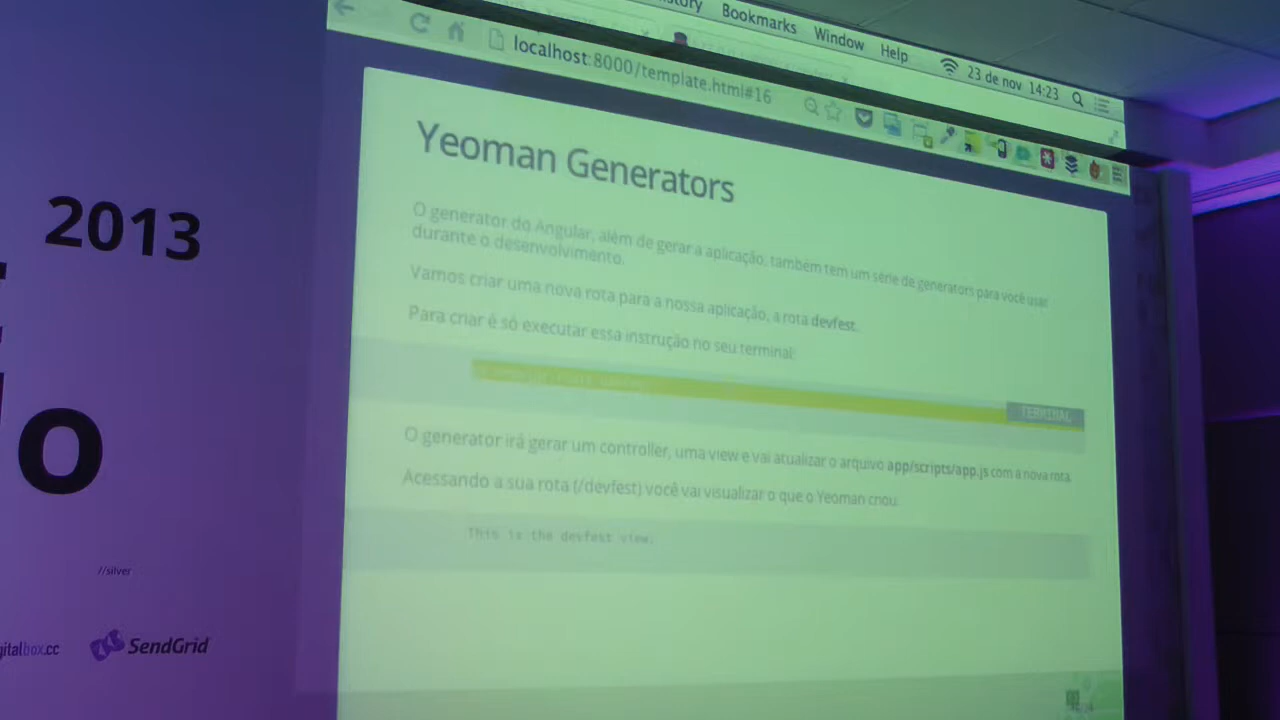 Bookmarks Window Help 23 de nov 14:23
localhost:8000/template.html#16
2013
Yeoman Generators
O generator do Angular, além de gerar a aplicação, também tem um série de generators para você usar
durante o desenvolvimento.
Vamos criar uma nova rota para a nossa aplicação, a rota devfest.
Para criar é só executar essa instrução no seu terminal:
TERMINAL
O generator irá gerar um controller, uma view e vai atualizar o arquivo app/scripts/app.js com a nova rota.
Acessando a sua rota (/devfest) você vai visualizar o que o Yeoman criou.
This is the devfest view.
//silver
gitalbox.cc
SendGrid